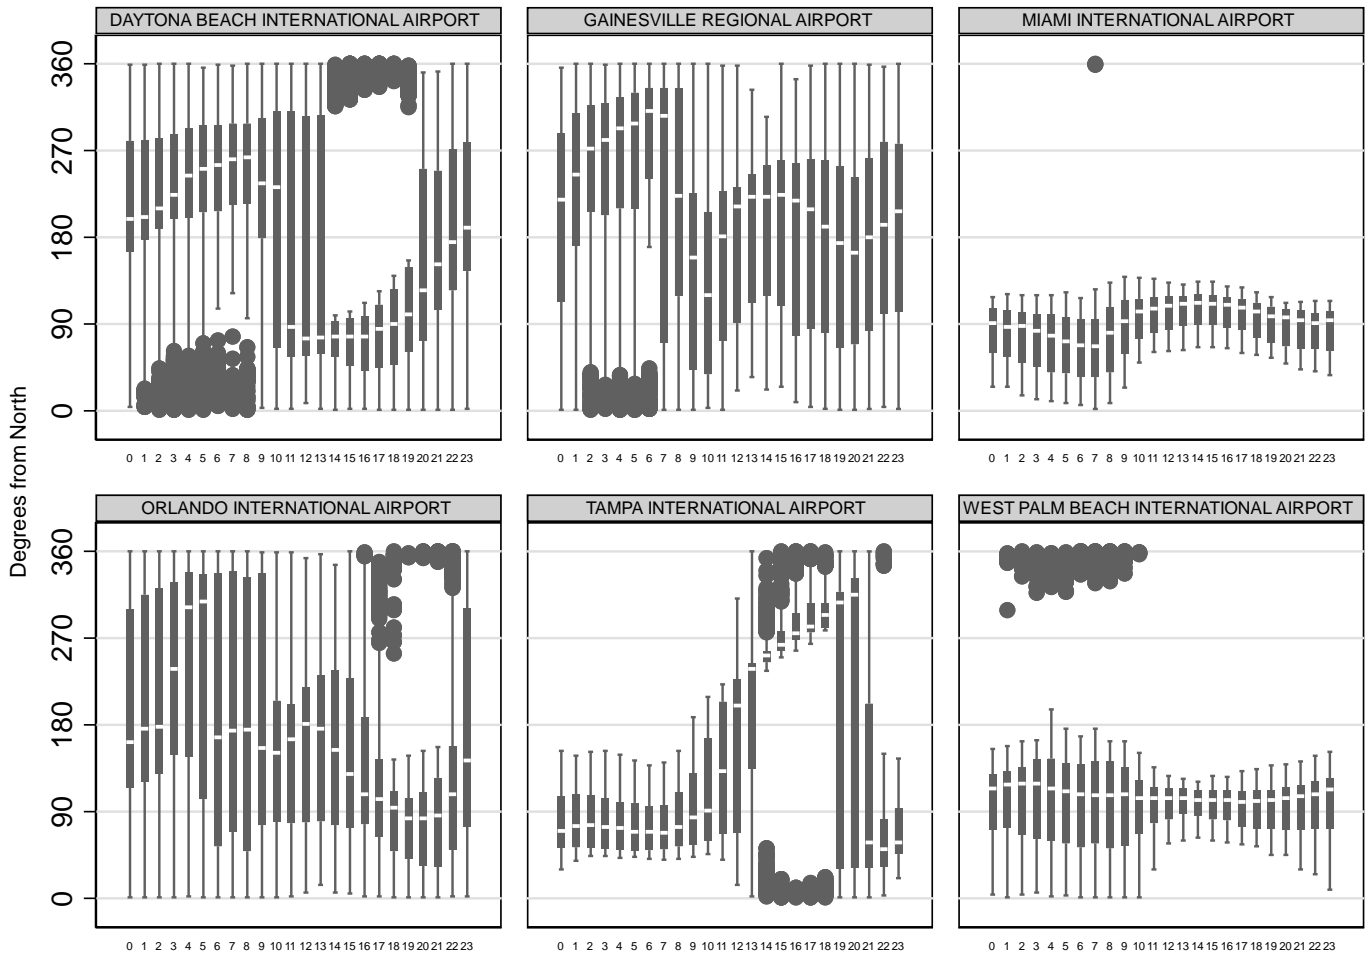 DAYTONA BEACH INTERNATIONAL AIRPORT
GAINESVILLE REGIONAL AIRPORT
MIAMI INTERNATIONAL AIRPORT
360
270
180
90
0
0 1 2 3 4 5 6 7 8 9 10 11 12 13 14 15 16 17 18 19 20 21 22 23
0 1 2 3 4 5 6 7 8 9 10 11 12 13 14 15 16 17 18 19 20 21 22 23
0 1 2 3 4 5 6 7 8 9 10 11 12 13 14 15 16 17 18 19 20 21 22 23
Degrees from North
ORLANDO INTERNATIONAL AIRPORT
TAMPA INTERNATIONAL AIRPORT
WEST PALM BEACH INTERNATIONAL AIRPORT
360
270
180
90
0
0 1 2 3 4 5 6 7 8 9 10 11 12 13 14 15 16 17 18 19 20 21 22 23
0 1 2 3 4 5 6 7 8 9 10 11 12 13 14 15 16 17 18 19 20 21 22 23
0 1 2 3 4 5 6 7 8 9 10 11 12 13 14 15 16 17 18 19 20 21 22 23